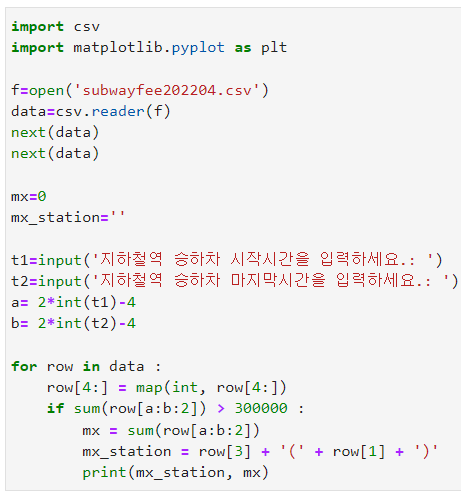 import csv
import matplotlib.pyplot as plt
f=open('subwayfee202204.csv')
data=csv.reader(f)
next(data)
next(data)
mx=0
mx_station=''
t1=input('지하철역 승하차 시작시간을 입력하세요.: ')
t2=input('지하철역 승하차 마지막시간을 입력하세요.: ')
a= 2*int(t1)-4
b= 2*int(t2)-4
for row in data :
    row[4:] = map(int, row[4:])
    if sum(row[a:b:2]) > 300000 :
        mx = sum(row[a:b:2])
        mx_station = row[3] + '(' + row[1] + ')'
        print(mx_station, mx)